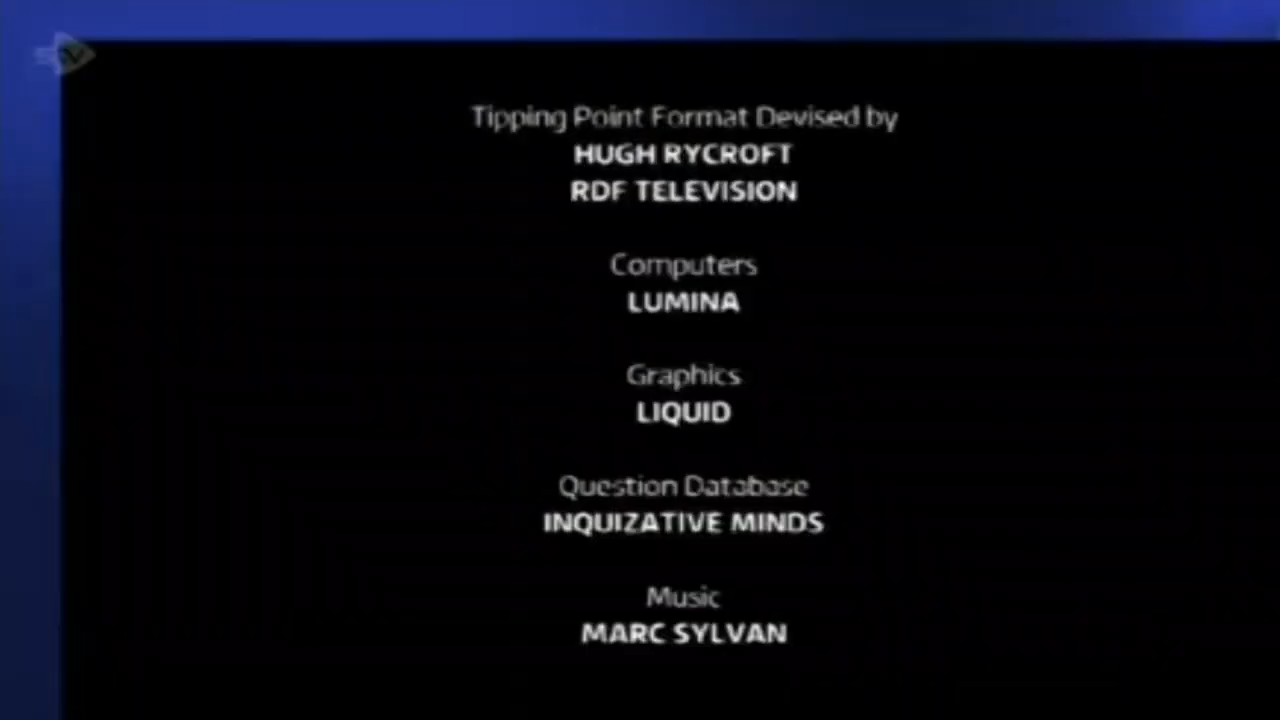 stv
Tipping Point Format Devised by
HUGH RYCROFT
RDF TELEVISION
Computers
LUMINA
Graphics
LIQUID
Question Database
INQUIZATIVE MINDS
Music
MARC SYLVAN